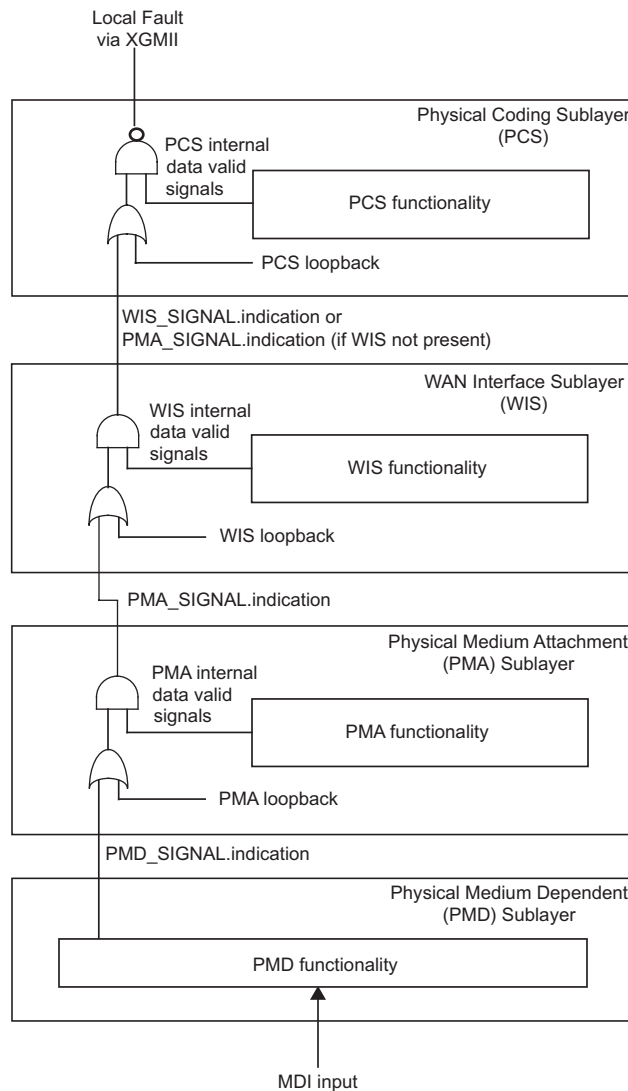 Local Fault
via XGMII
Physical Coding Sublayer
(PCS)
PCS internal
data valid
signals
PCS functionality
PCS loopback
WIS_SIGNAL.indication or
PMA_SIGNAL.indication (if WIS not present)
WAN Interface Sublayer
(WIS)
WIS internal
data valid
signals
WIS functionality
WIS loopback
PMA_SIGNAL.indication
Physical Medium Attachment
(PMA) Sublayer
PMA internal
data valid
signals
PMA functionality
PMA loopback
PMD_SIGNAL.indication
Physical Medium Dependent
(PMD) Sublayer
PMD functionality
MDI input